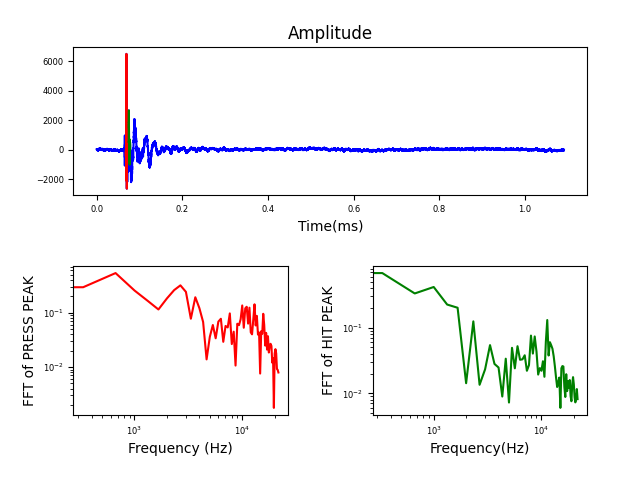 Amplitude
6000
4000
2000
0
−2000
0.0 0.2 0.4 0.6 0.8 1.0
Time(ms)
FFT of PRESS PEAK
10⁻¹
10⁻²
10³ 10⁴
Frequency (Hz)
FFT of HIT PEAK
10⁻¹
10⁻²
10³ 10⁴
Frequency(Hz)